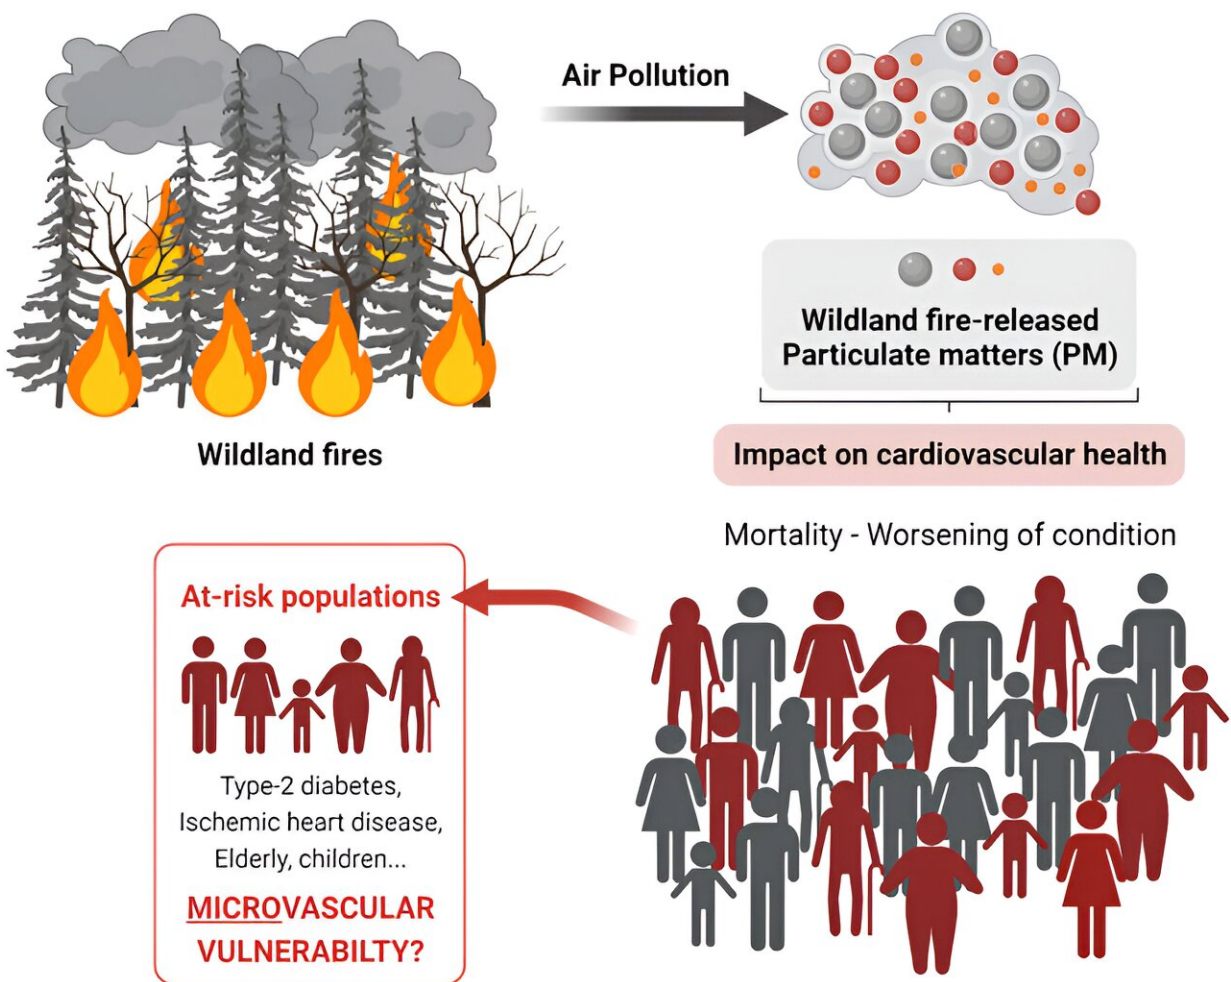 Air Pollution
Wildland fire-released
Particulate matters (PM)
Wildland fires
Impact on cardiovascular health
Mortality - Worsening of condition
At-risk populations
Type-2 diabetes,
Ischemic heart disease,
Elderly, children...
MICROVASCULAR
VULNERABILTY?